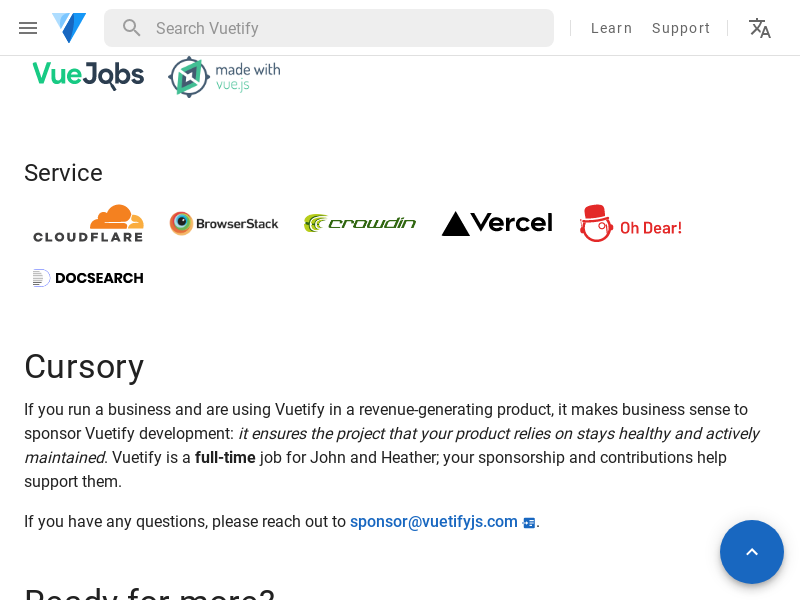 Search Vuetify
Learn
Support
VueJobs
made with
vue.js
Service
CLOUDFLARE
BrowserStack
crowdin
Vercel
Oh Dear!
DOCSEARCH
Cursory
If you run a business and are using Vuetify in a revenue-generating product, it makes business sense to
sponsor Vuetify development: it ensures the project that your product relies on stays healthy and actively
maintained. Vuetify is a full-time job for John and Heather; your sponsorship and contributions help
support them.
If you have any questions, please reach out to sponsor@vuetifyjs.com.
Ready for more?